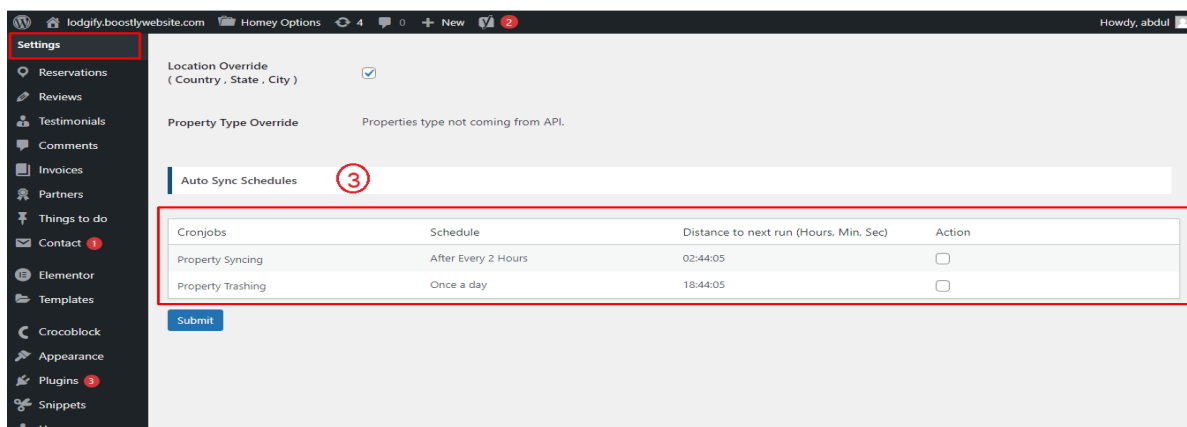 lodgify.boostlywebsite.com Homey Options 4 0 + New 2 Howdy, abdul
Settings
Reservations
Reviews
Testimonials
Comments
Invoices
Partners
Things to do
Contact 1
Elementor
Templates
Crocoblock
Appearance
Plugins 3
Snippets
Location Override
( Country , State , City )
Property Type Override Properties type not coming from API.
Auto Sync Schedules 3
Cronjobs Schedule Distance to next run (Hours, Min, Sec) Action
Property Syncing After Every 2 Hours 02:44:05
Property Trashing Once a day 18:44:05
Submit